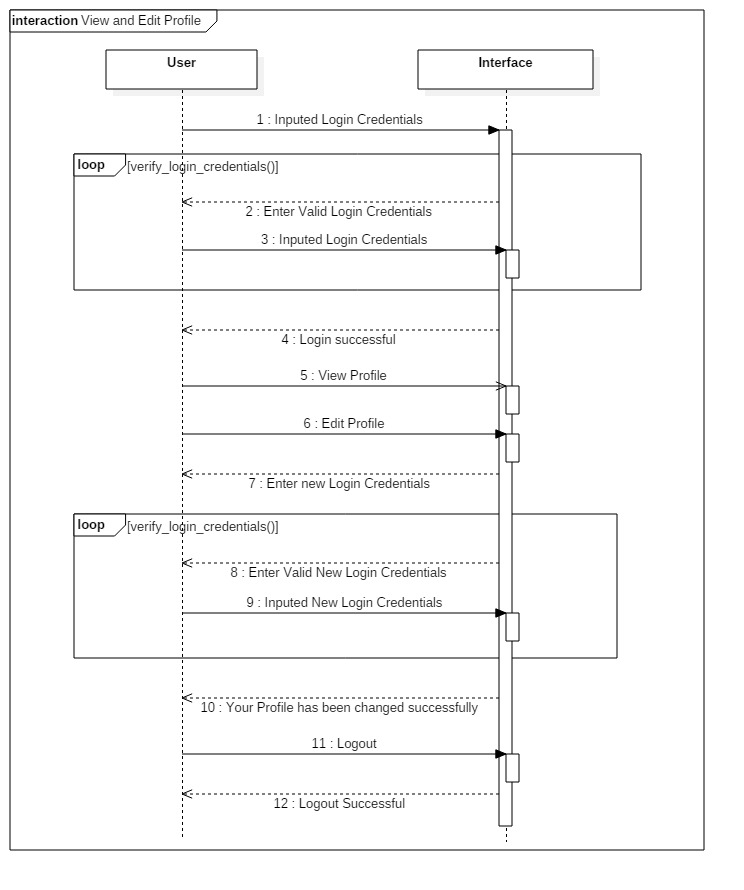 interaction View and Edit Profile
User
Interface
1 : Inputed Login Credentials
loop
[verify_login_credentials()]
2 : Enter Valid Login Credentials
3 : Inputed Login Credentials
4 : Login successful
5 : View Profile
6 : Edit Profile
7 : Enter new Login Credentials
loop
[verify_login_credentials()]
8 : Enter Valid New Login Credentials
9 : Inputed New Login Credentials
10 : Your Profile has been changed successfully
11 : Logout
12 : Logout Successful